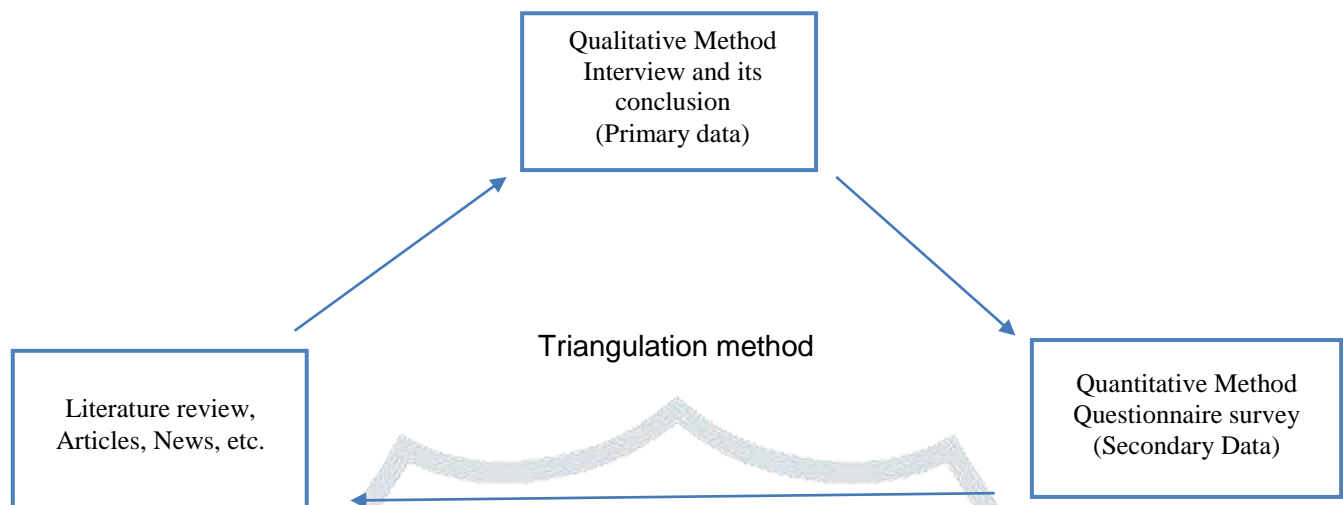 Qualitative Method
Interview and its
conclusion
(Primary data)
Triangulation method
Literature review,
Articles, News, etc.
Quantitative Method
Questionnaire survey
(Secondary Data)